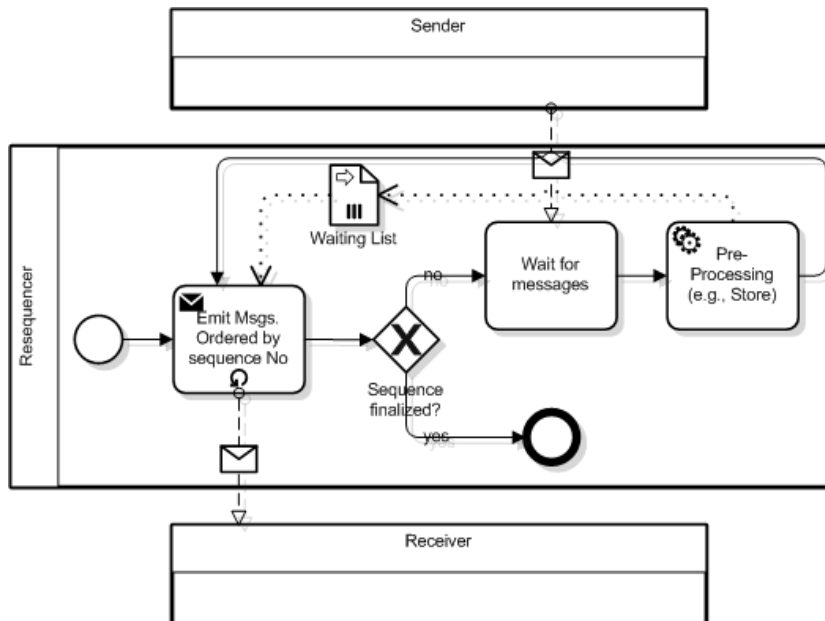 Sender
Resequencer
Waiting List
Wait for
messages
Pre-
Processing
(e.g., Store)
no
Emit Msgs.
Ordered by
sequence No
Sequence
finalized?
yes
Receiver